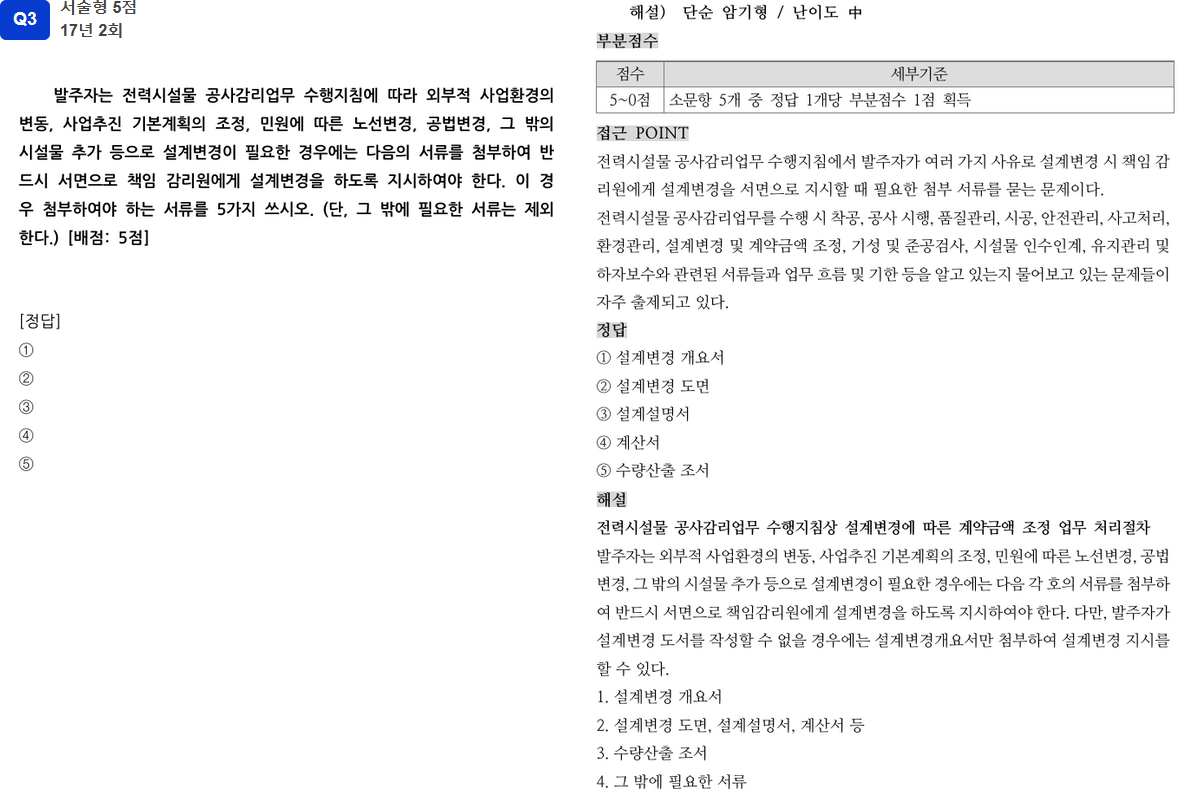 Q3
서술형 5점
17년 2회
발주자는 전력시설물 공사감리업무 수행지침에 따라 외부적 사업환경의
변동, 사업추진 기본계획의 조정, 민원에 따른 노선변경, 공법변경, 그 밖의
시설물 추가 등으로 설계변경이 필요한 경우에는 다음의 서류를 첨부하여 반
드시 서면으로 책임 감리원에게 설계변경을 하도록 지시하여야 한다. 이 경
우 첨부하여야 하는 서류를 5가지 쓰시오. (단, 그 밖에 필요한 서류는 제외
한다.) [배점: 5점]
[정답]
①
②
③
④
⑤
해설) 단순 암기형 / 난이도 中
부분점수
점수 세부기준
5~0점 소문항 5개 중 정답 1개당 부분점수 1점 획득
접근 POINT
전력시설물 공사감리업무 수행지침에서 발주자가 여러 가지 사유로 설계변경 시 책임 감
리원에게 설계변경을 서면으로 지시할 때 필요한 첨부 서류를 묻는 문제이다.
전력시설물 공사감리업무를 수행 시 착공, 공사 시행, 품질관리, 시공, 안전관리, 사고처리,
환경관리, 설계변경 및 계약금액 조정, 기성 및 준공검사, 시설물 인수인계, 유지관리 및
하자보수와 관련된 서류들과 업무 흐름 및 기한 등을 알고 있는지 물어보고 있는 문제들이
자주 출제되고 있다.
정답
① 설계변경 개요서
② 설계변경 도면
③ 설계설명서
④ 계산서
⑤ 수량산출 조서
해설
전력시설물 공사감리업무 수행지침상 설계변경에 따른 계약금액 조정 업무 처리절차
발주자는 외부적 사업환경의 변동, 사업추진 기본계획의 조정, 민원에 따른 노선변경, 공법
변경, 그 밖의 시설물 추가 등으로 설계변경이 필요한 경우에는 다음 각 호의 서류를 첨부하
여 반드시 서면으로 책임감리원에게 설계변경을 하도록 지시하여야 한다. 다만, 발주자가
설계변경 도서를 작성할 수 없을 경우에는 설계변경개요서만 첨부하여 설계변경 지시를
할 수 있다.
1. 설계변경 개요서
2. 설계변경 도면, 설계설명서, 계산서 등
3. 수량산출 조서
4. 그 밖에 필요한 서류